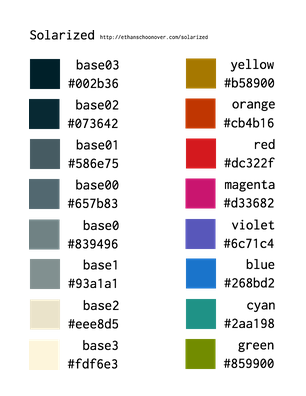 Solarized http://ethanschoonover.com/solarized
base03
#002b36
base02
#073642
base01
#586e75
base00
#657b83
base0
#839496
base1
#93a1a1
base2
#eee8d5
base3
#fdf6e3
yellow
#b58900
orange
#cb4b16
red
#dc322f
magenta
#d33682
violet
#6c71c4
blue
#268bd2
cyan
#2aa198
green
#859900